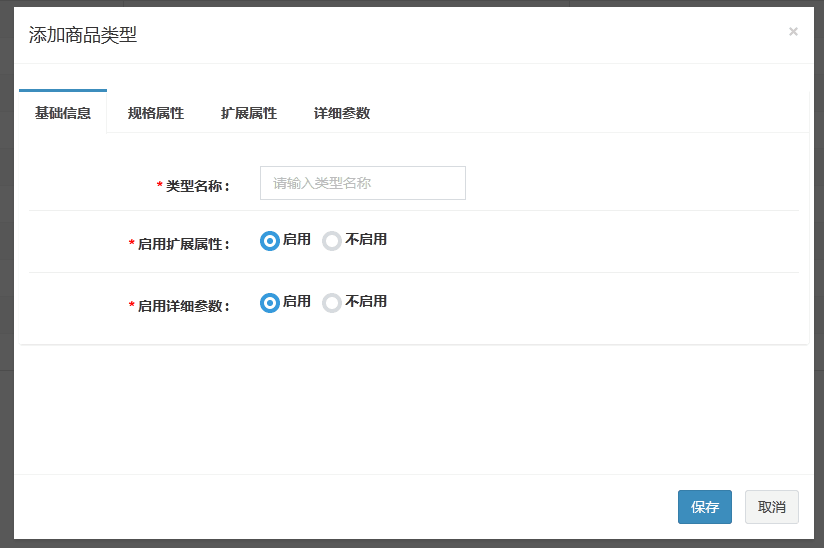 添加商品类型 ×
基础信息 规格属性 扩展属性 详细参数
*类型名称： 请输入类型名称
*启用扩展属性： 启用 不启用
*启用详细参数： 启用 不启用
保存 取消